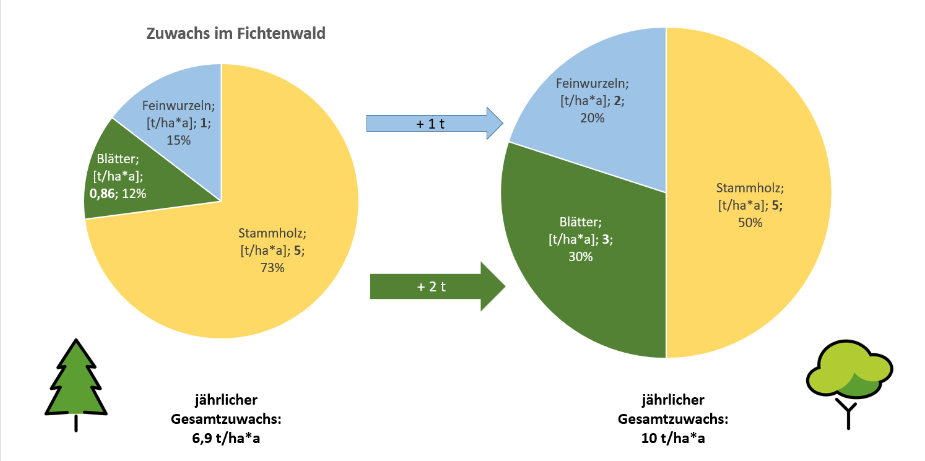 Zuwachs im Fichtenwald
Feinwurzeln;
[t/ha*a]; 1;
15%
Blätter;
[t/ha*a];
0,86; 12%
Stammholz;
[t/ha*a]; 5;
73%
jährlicher
Gesamtzuwachs:
6,9 t/ha*a
+ 1 t
+ 2 t
Feinwurzeln;
[t/ha*a]; 2;
20%
Blätter;
[t/ha*a]; 3;
30%
Stammholz;
[t/ha*a]; 5;
50%
jährlicher
Gesamtzuwachs:
10 t/ha*a